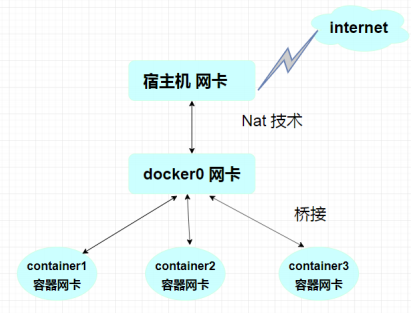 internet
宿主机 网卡
Nat 技术
docker0 网卡
桥接
container1
容器网卡
container2
容器网卡
container3
容器网卡